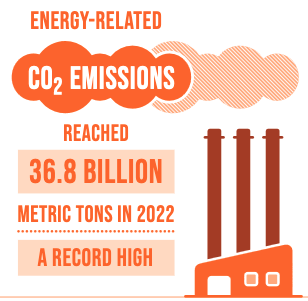 ENERGY-RELATED
CO₂ EMISSIONS
REACHED
36.8 BILLION
METRIC TONS IN 2022
A RECORD HIGH